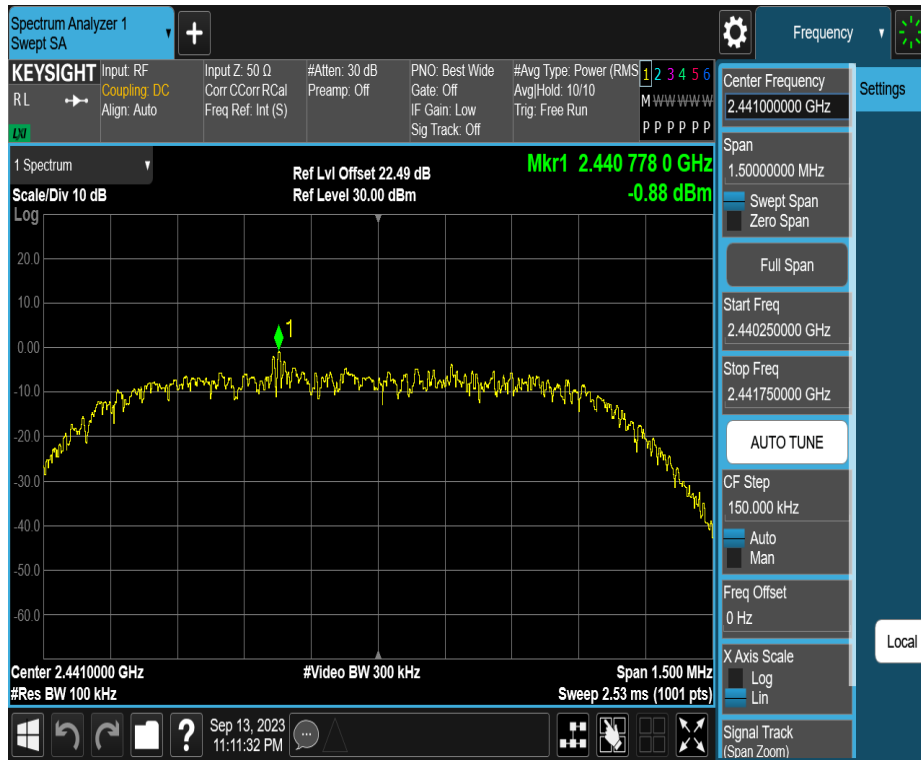 Spectrum Analyzer 1
Swept SA
Frequency
KEYSIGHT
R L
LXI
Input: RF
Coupling: DC
Align: Auto
Input Z: 50 Ω
Corr CCorr RCal
Freq Ref: Int (S)
#Atten: 30 dB
Preamp: Off
PNO: Best Wide
Gate: Off
IF Gain: Low
Sig Track: Off
#Avg Type: Power (RMS
Avg|Hold: 10/10
Trig: Free Run
1 2 3 4 5 6
M W W W W W
P P P P P P
1 Spectrum
Scale/Div 10 dB
Log
Ref Lvl Offset 22.49 dB
Ref Level 30.00 dBm
Mkr1 2.440 778 0 GHz
-0.88 dBm
1
20.0
10.0
0.00
-10.0
-20.0
-30.0
-40.0
-50.0
-60.0
Center 2.4410000 GHz
#Res BW 100 kHz
#Video BW 300 kHz
Span 1.500 MHz
Sweep 2.53 ms (1001 pts)
Center Frequency
2.441000000 GHz
Settings
Span
1.50000000 MHz
Swept Span
Zero Span
Full Span
Start Freq
2.440250000 GHz
Stop Freq
2.441750000 GHz
AUTO TUNE
CF Step
150.000 kHz
Auto
Man
Freq Offset
0 Hz
Local
X Axis Scale
Log
Lin
Signal Track
(Span Zoom)
?
Sep 13, 2023
11:11:32 PM